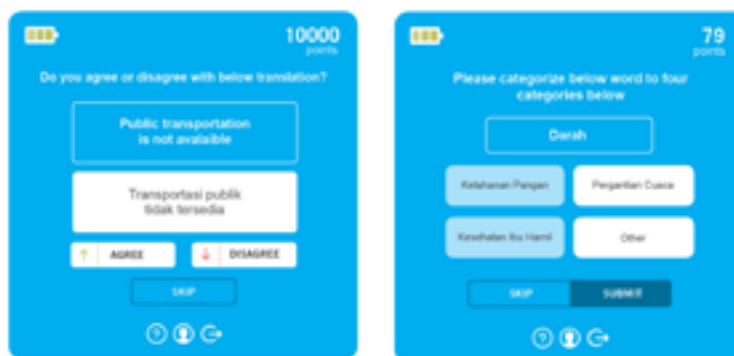 10000
points
Do you agree or disagree with below translation?
Public transportation
is not avalaible
Transportasi publik
tidak tersedia
AGREE
DISAGREE
SKIP
79
points
Please categorize below word to four
categories below
Darah
Ketahanan Pangan
Pergantian Cuaca
Kesehatan Ibu Hamil
Other
SKIP
SUBMIT